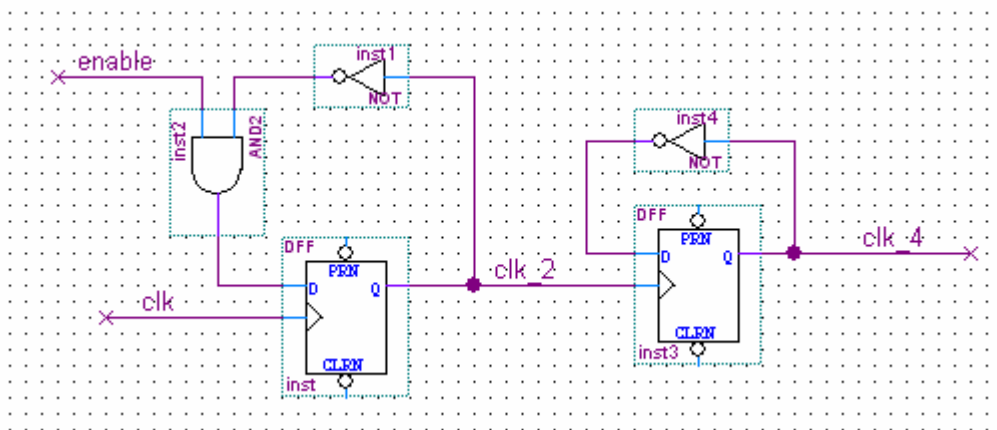 enable
inst1
NOT
inst2
AND2
inst4
NOT
DFF
PRN
D
Q
CLRN
inst
clk
clk_2
DFF
PRN
D
Q
CLRN
inst3
clk_4